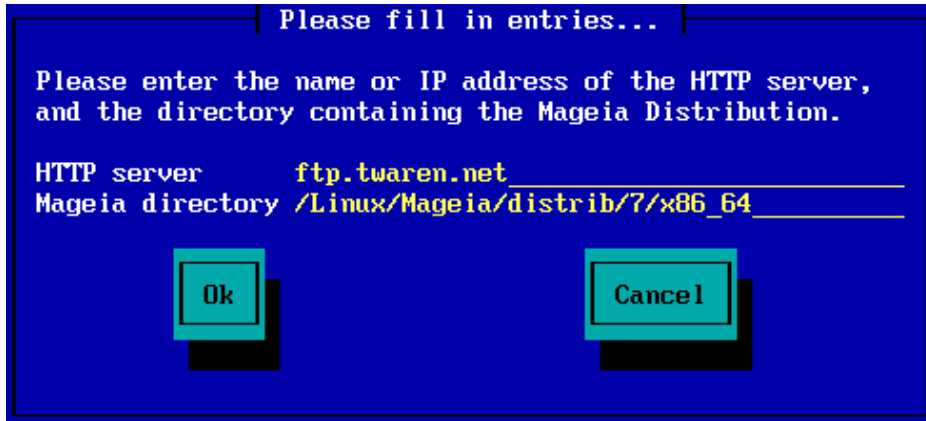 Please fill in entries...
Please enter the name or IP address of the HTTP server,
and the directory containing the Mageia Distribution.
HTTP server ftp.twaren.net
Mageia directory /Linux/Mageia/distrib/7/x86_64
Ok Cancel